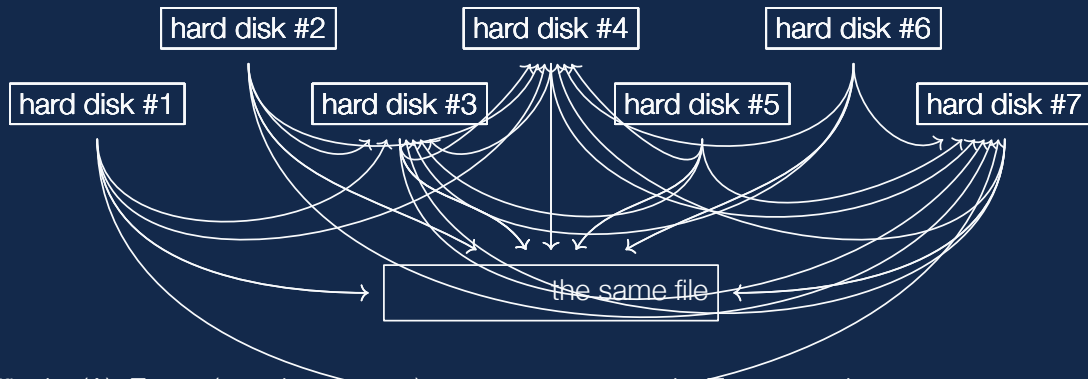 hard disk #2
hard disk #4
hard disk #6
hard disk #1
hard disk #3
hard disk #5
hard disk #7
the same file